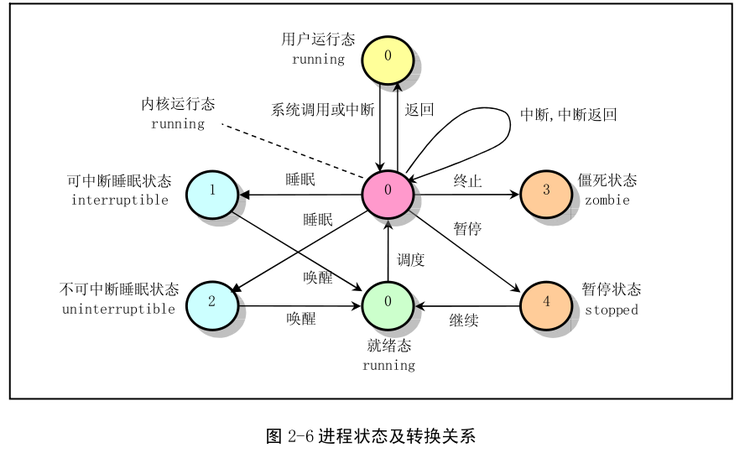 用户运行态
running
0
系统调用或中断
返回
内核运行态
running
中断,中断返回
可中断睡眠状态
interruptible
1
睡眠
0
终止
3
僵死状态
zombie
睡眠
暂停
唤醒
调度
不可中断睡眠状态
uninterruptible
2
唤醒
0
继续
4
暂停状态
stopped
就绪态
running
图 2-6 进程状态及转换关系